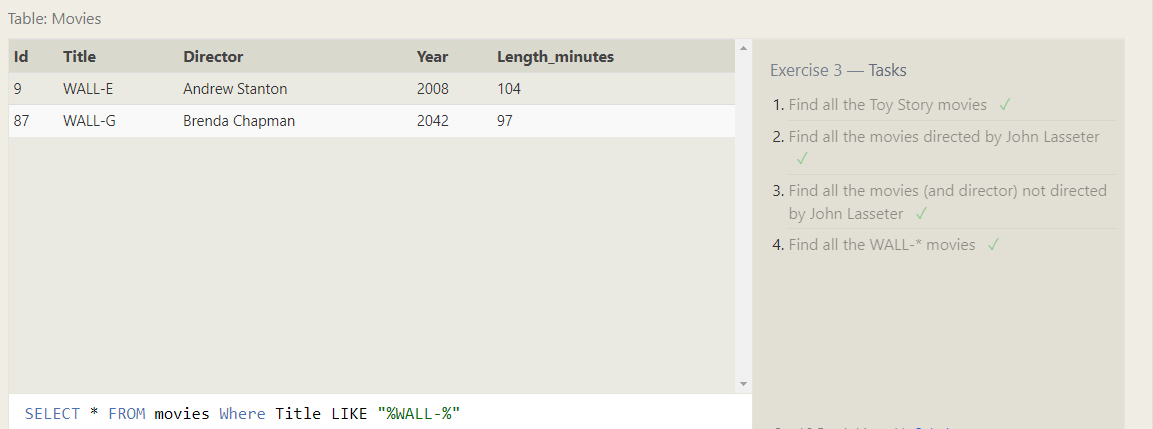 Table: Movies
Id Title Director Year Length_minutes
9 WALL-E Andrew Stanton 2008 104
87 WALL-G Brenda Chapman 2042 97
SELECT * FROM movies Where Title LIKE "%WALL-%"
Exercise 3 — Tasks
1. Find all the Toy Story movies ✓
2. Find all the movies directed by John Lasseter
✓
3. Find all the movies (and director) not directed
by John Lasseter ✓
4. Find all the WALL-* movies ✓